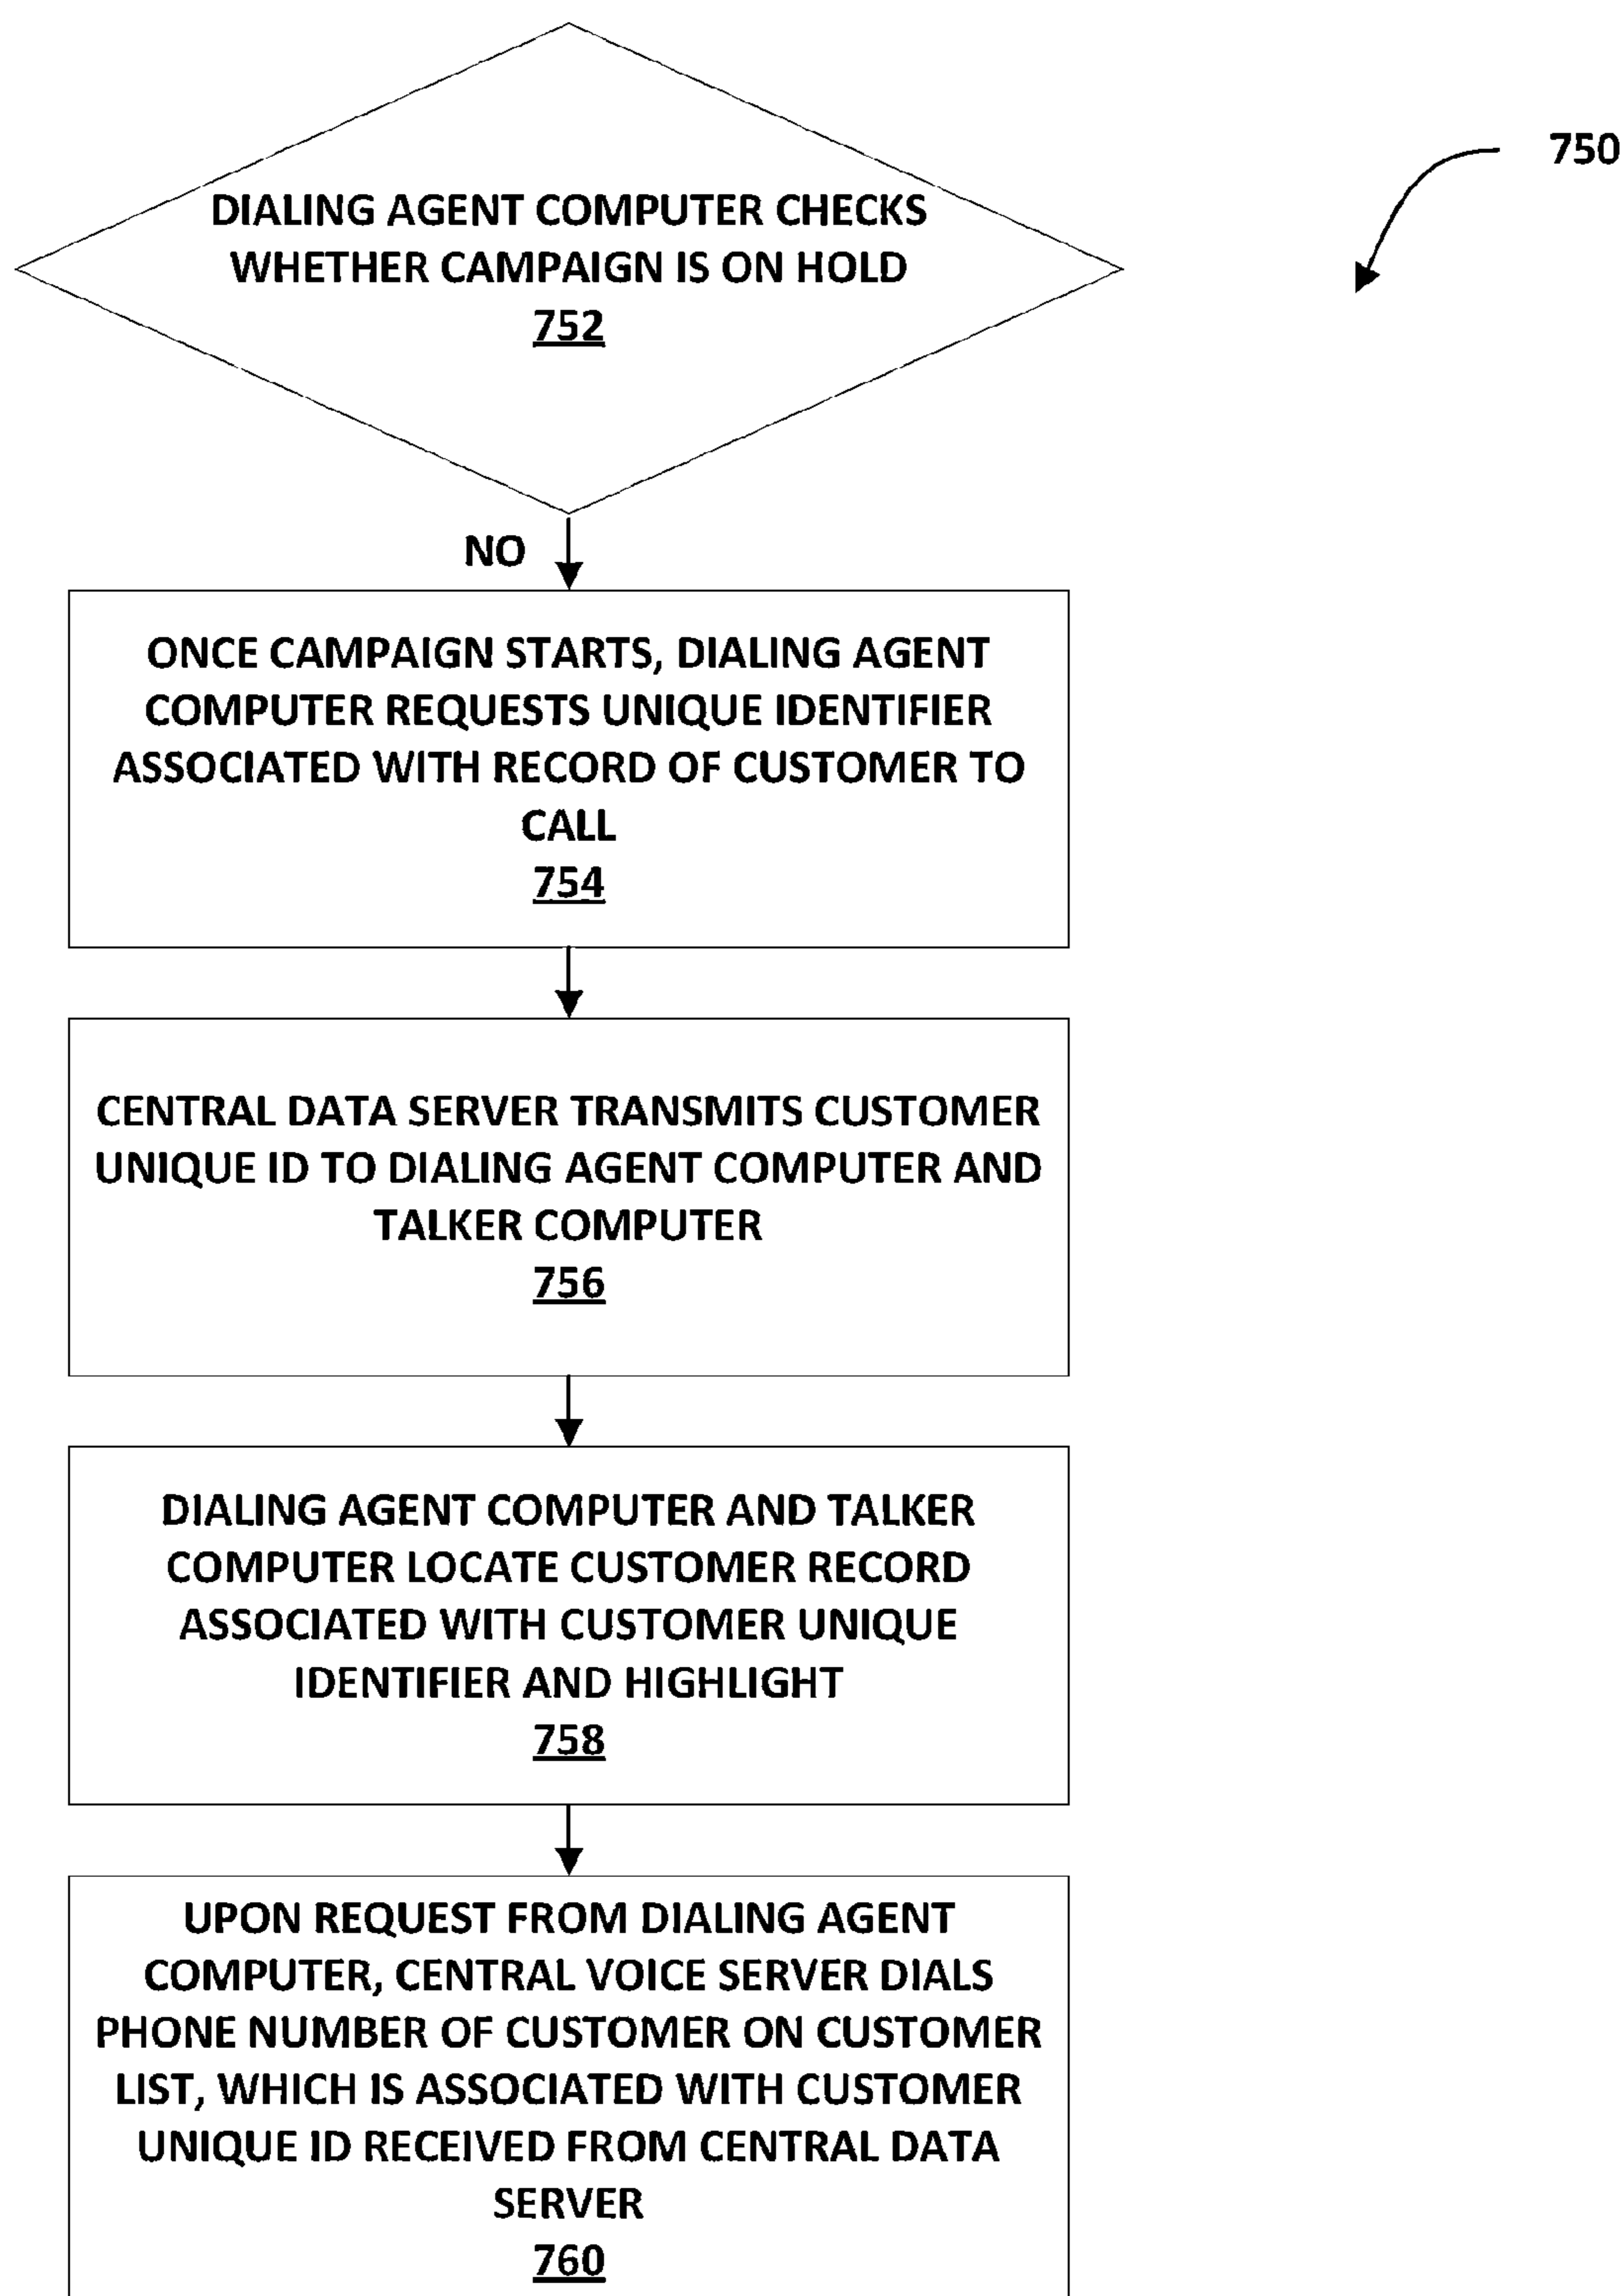 750
DIALING AGENT COMPUTER CHECKS
WHETHER CAMPAIGN IS ON HOLD
752
NO
ONCE CAMPAIGN STARTS, DIALING AGENT
COMPUTER REQUESTS UNIQUE IDENTIFIER
ASSOCIATED WITH RECORD OF CUSTOMER TO
CALL
754
CENTRAL DATA SERVER TRANSMITS CUSTOMER
UNIQUE ID TO DIALING AGENT COMPUTER AND
TALKER COMPUTER
756
DIALING AGENT COMPUTER AND TALKER
COMPUTER LOCATE CUSTOMER RECORD
ASSOCIATED WITH CUSTOMER UNIQUE
IDENTIFIER AND HIGHLIGHT
758
UPON REQUEST FROM DIALING AGENT
COMPUTER, CENTRAL VOICE SERVER DIALS
PHONE NUMBER OF CUSTOMER ON CUSTOMER
LIST, WHICH IS ASSOCIATED WITH CUSTOMER
UNIQUE ID RECEIVED FROM CENTRAL DATA
SERVER
760